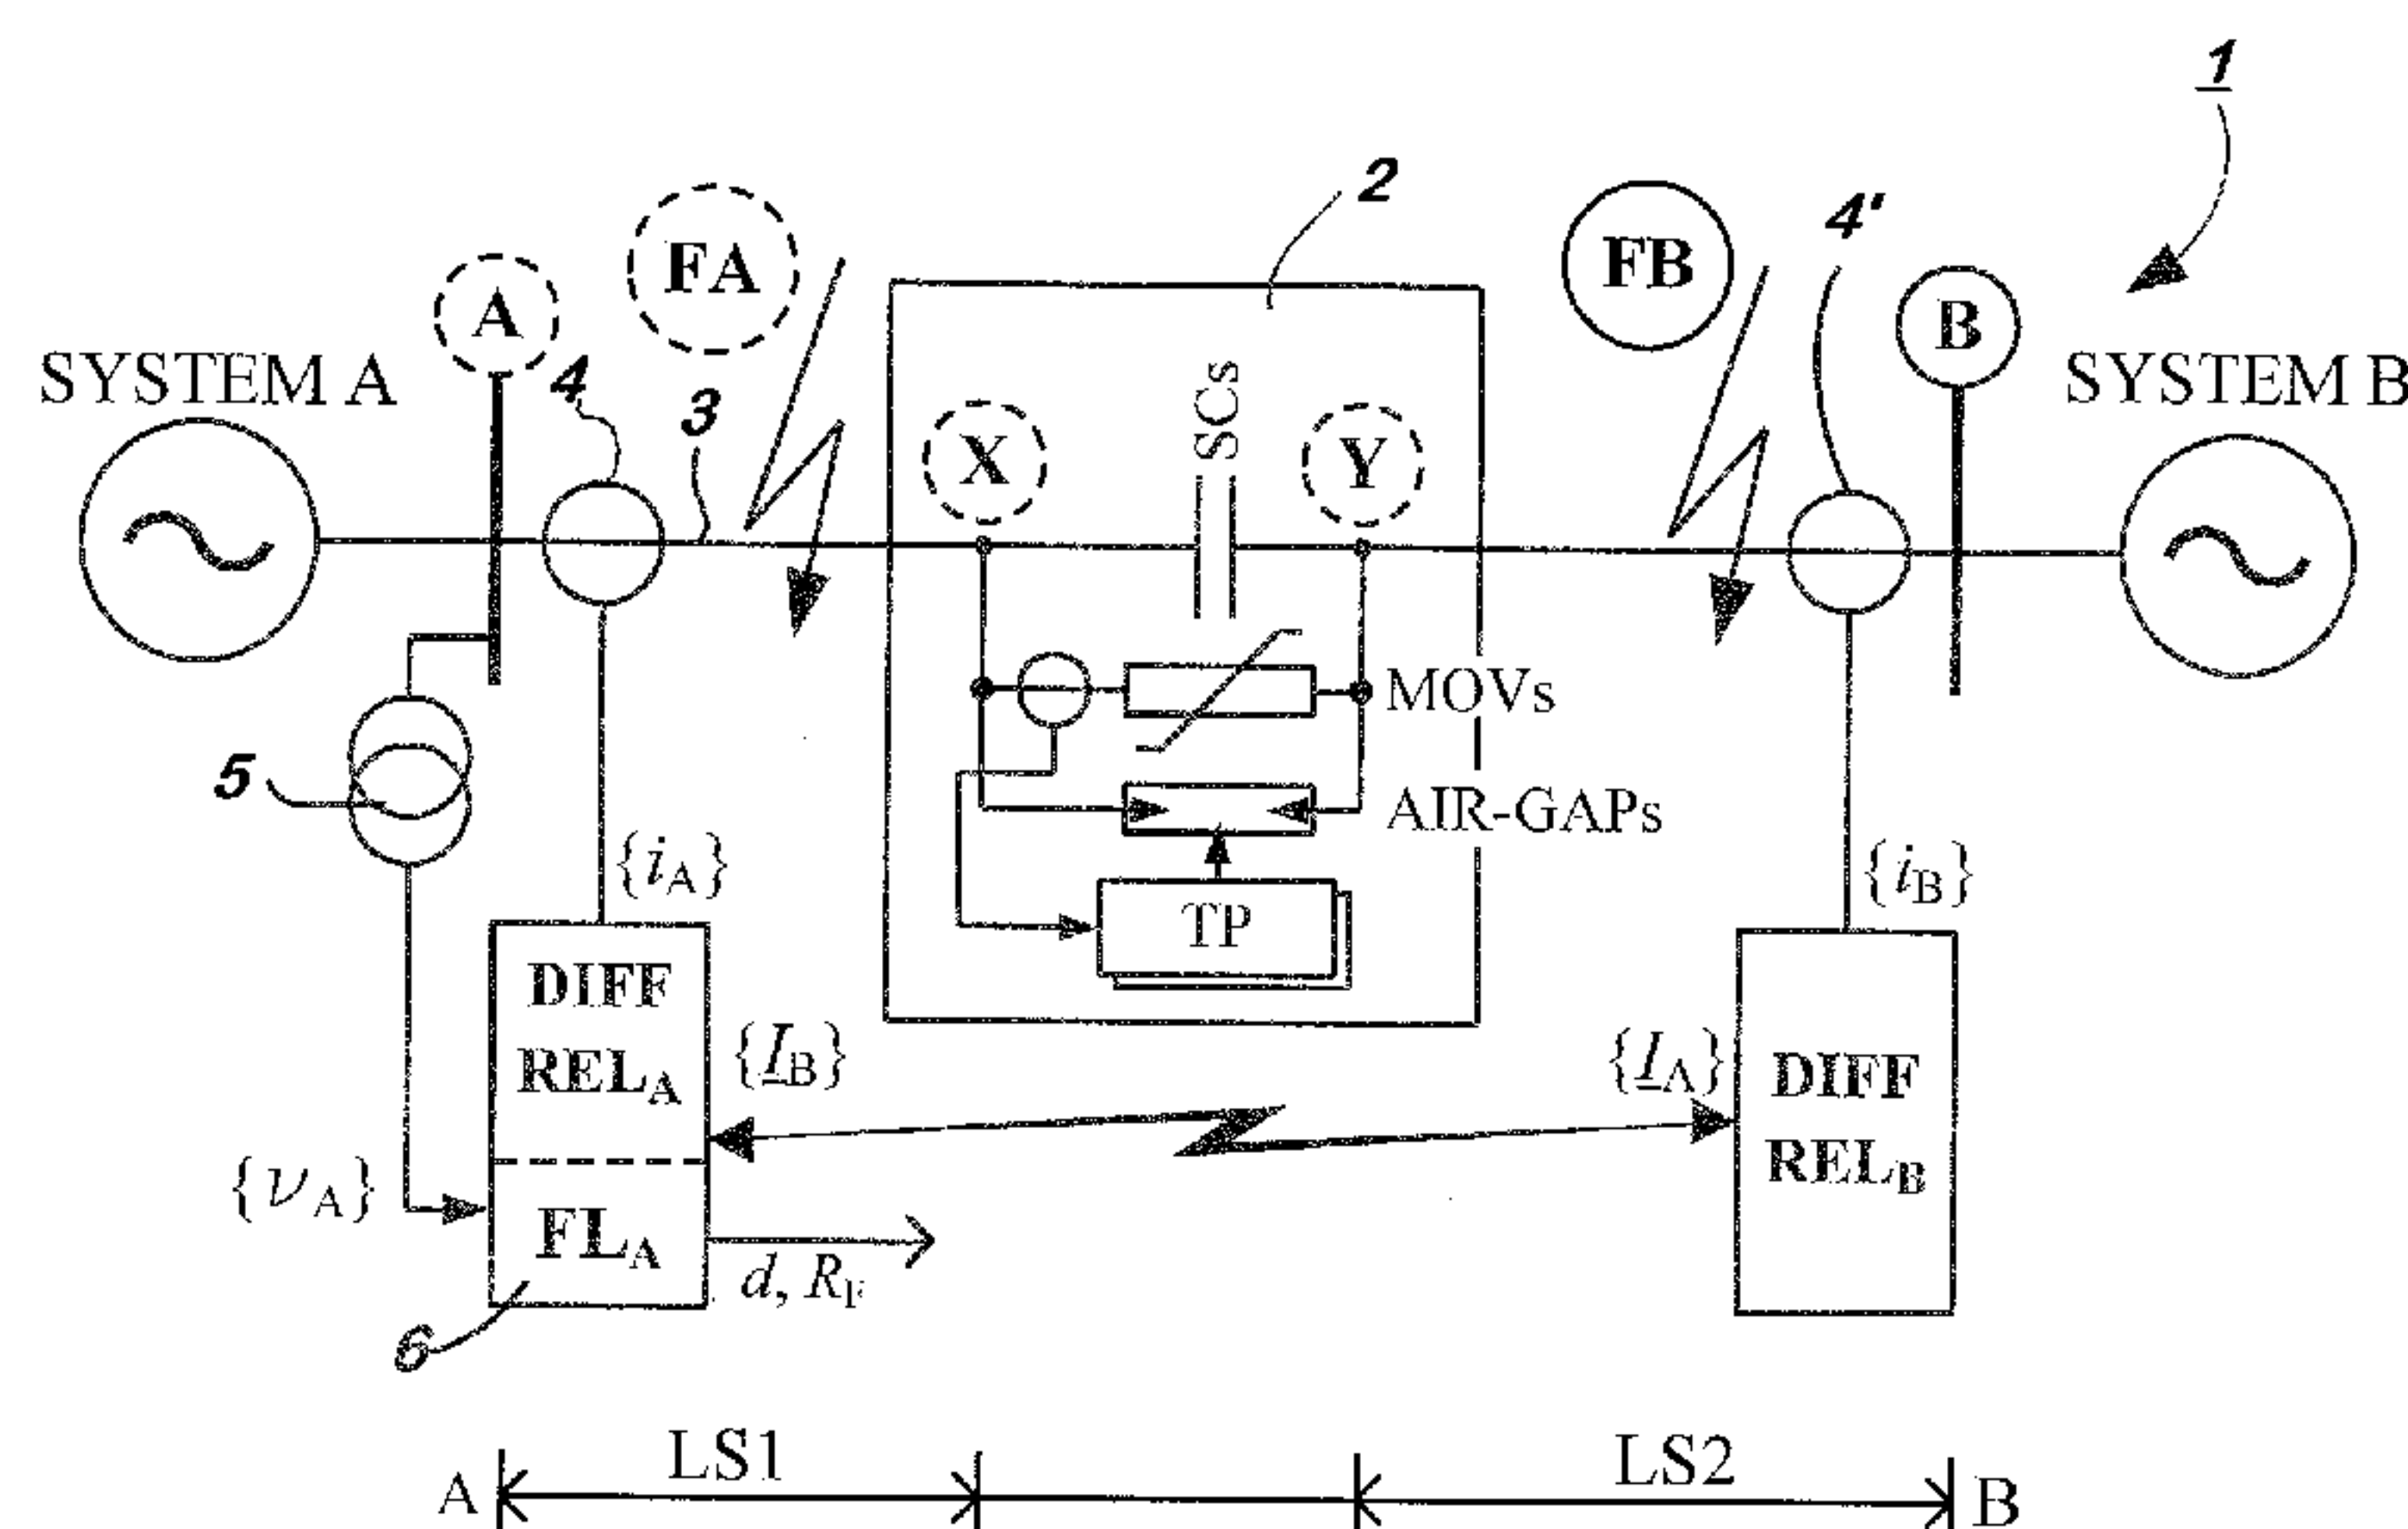 1
2
FA
FB
4'
A
B
SYSTEM A
4
3
SCs
SYSTEM B
X
Y
MOVs
5
AIR-GAPs
{iA}
{iB}
TP
DIFF
RELA
{IB}
{IA}
DIFF
RELB
{νA}
FLA
d, RF
6
LS1
LS2
A
B